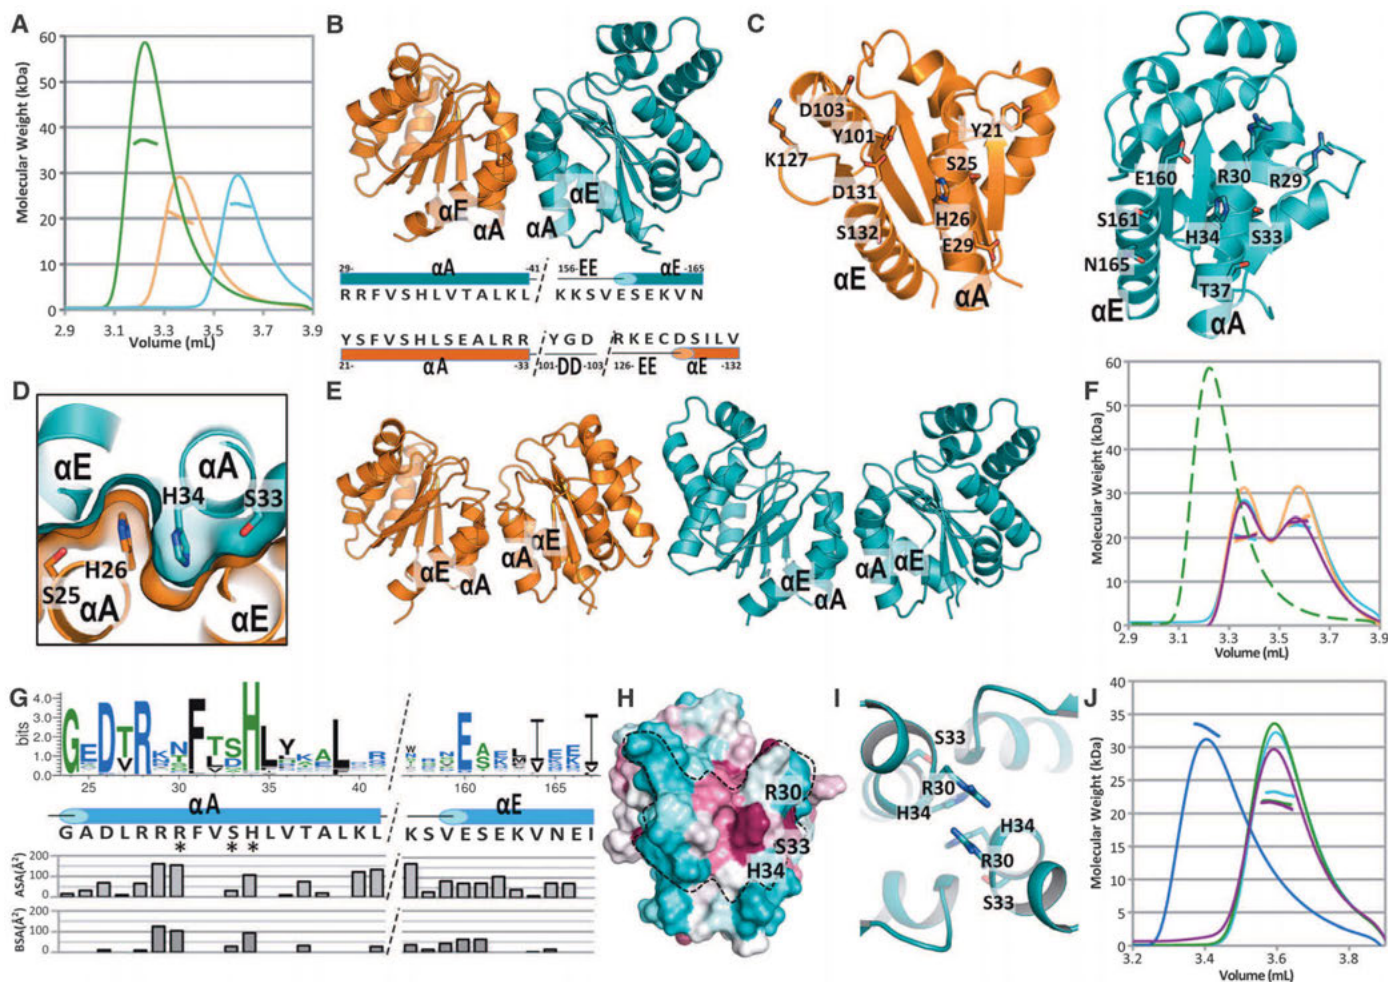 A
Molecular Weight (kDa)
60
50
40
30
20
10
0
2.9
3.1
3.3
3.5
3.7
3.9
Volume (mL)
B
αE
αA
αE
αA
29-
αA
-41
156-EE
αE
-165
RRFVSHLVTALKL
KKSVESEKVN
YSFVSHLSEALRR
YGD
RKECDSILV
21-
αA
-33
101-
DD
-103
126-
EE
αE
-132
C
D103
Y101
Y21
K127
S25
D131
H26
S132
E29
αE
αA
E160
R30
R29
S161
H34
S33
N165
T37
αE
αA
D
αE
αA
H34
S33
H26
S25
αA
αE
E
αE
αA
αA
αE
αE
αA
αA
αE
F
Molecular Weight (kDa)
60
50
40
30
20
10
0
2.9
3.1
3.3
3.5
3.7
3.9
Volume (mL)
G
bits
4.0
3.0
2.0
1.0
0.0
25
30
35
40
160
165
αA
αE
GADLRRRFVSHLVTALKL
KSVESEKVNEI
* * *
ASA(Å²)
200
100
0
BSA(Å²)
200
100
0
H
R30
S33
H34
I
S33
R30
H34
H34
R30
S33
J
Molecular Weight (kDa)
40
35
30
25
20
15
10
5
0
3.2
3.4
3.6
3.8
Volume (mL)